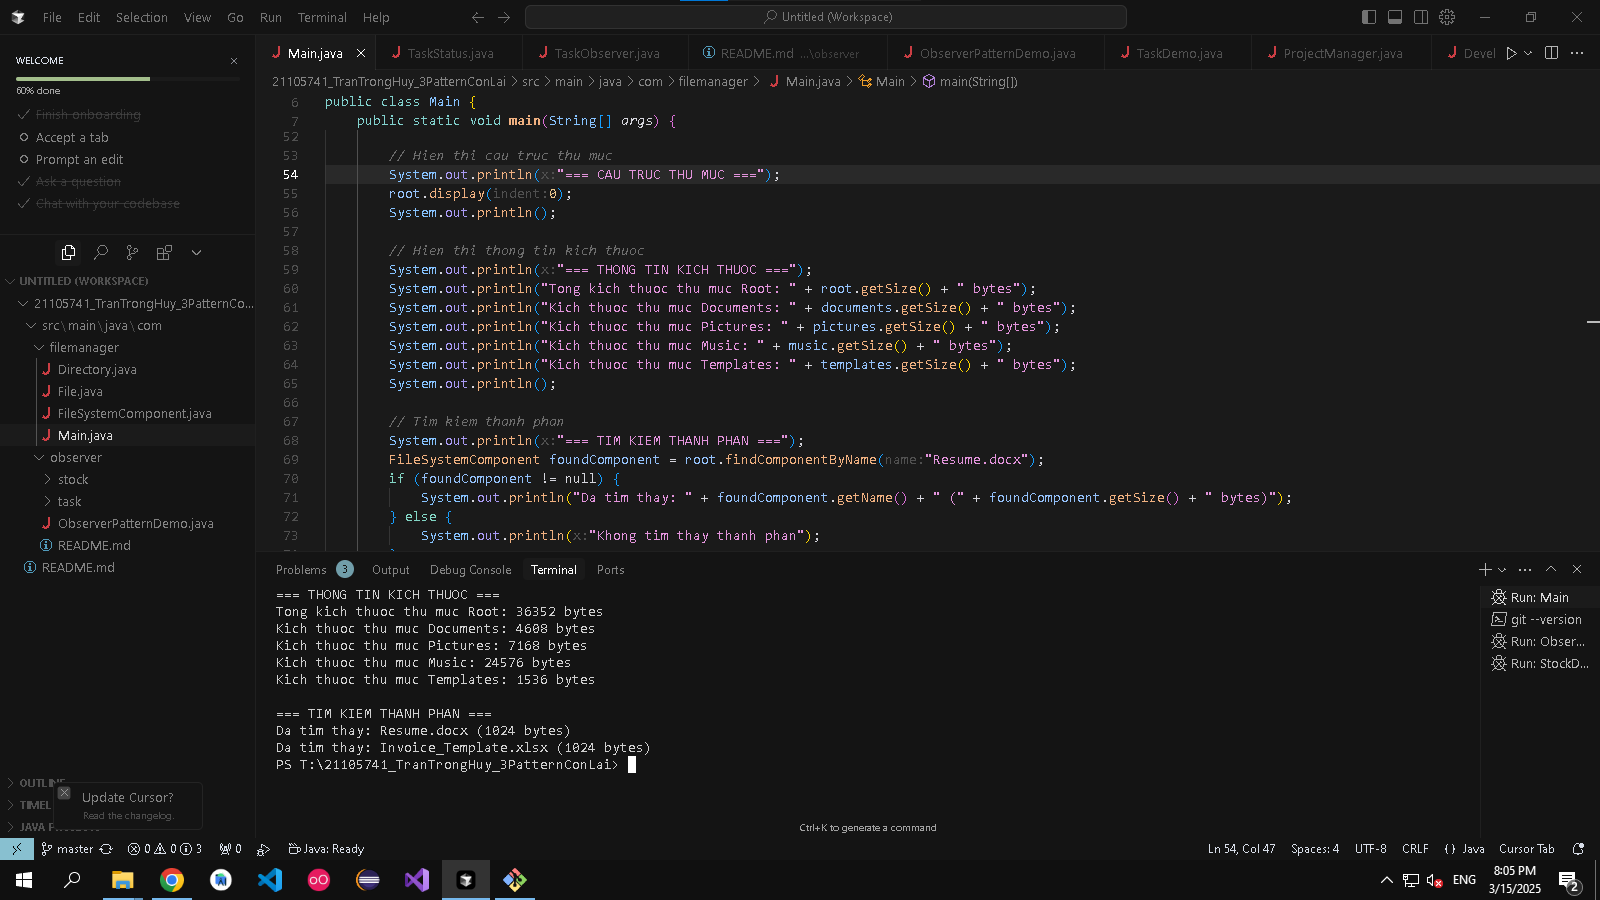 File Edit Selection View Go Run Terminal Help
Untitled (Workspace)
WELCOME
60% done
Finish onboarding
Accept a tab
Prompt an edit
Ask a question
Chat with your codebase
UNTITLED (WORKSPACE)
21105741_TranTrongHuy_3PatternCo...
src\main\java\com
filemanager
Directory.java
File.java
FileSystemComponent.java
Main.java
observer
stock
task
ObserverPatternDemo.java
README.md
README.md
OUTLINE
TIMEL
JAVA PROJECTS
Update Cursor?
Read the changelog.
Main.java TaskStatus.java TaskObserver.java README.md ...\observer ObserverPatternDemo.java TaskDemo.java ProjectManager.java Devel
21105741_TranTrongHuy_3PatternConLai > src > main > java > com > filemanager > Main.java > Main > main(String[])
6 public class Main {
7 public static void main(String[] args) {
52
53 // Hien thi cau truc thu muc
54 System.out.println(x:"=== CAU TRUC THU MUC ===");
55 root.display(indent:0);
56 System.out.println();
57
58 // Hien thi thong tin kich thuoc
59 System.out.println(x:"=== THONG TIN KICH THUOC ===");
60 System.out.println("Tong kich thuoc thu muc Root: " + root.getSize() + " bytes");
61 System.out.println("Kich thuoc thu muc Documents: " + documents.getSize() + " bytes");
62 System.out.println("Kich thuoc thu muc Pictures: " + pictures.getSize() + " bytes");
63 System.out.println("Kich thuoc thu muc Music: " + music.getSize() + " bytes");
64 System.out.println("Kich thuoc thu muc Templates: " + templates.getSize() + " bytes");
65 System.out.println();
66
67 // Tim kiem thanh phan
68 System.out.println(x:"=== TIM KIEM THANH PHAN ===");
69 FileSystemComponent foundComponent = root.findComponentByName(name:"Resume.docx");
70 if (foundComponent != null) {
71 System.out.println("Da tim thay: " + foundComponent.getName() + " (" + foundComponent.getSize() + " bytes)");
72 } else {
73 System.out.println(x:"Khong tim thay thanh phan");
Problems 3 Output Debug Console Terminal Ports
=== THONG TIN KICH THUOC ===
Tong kich thuoc thu muc Root: 36352 bytes
Kich thuoc thu muc Documents: 4608 bytes
Kich thuoc thu muc Pictures: 7168 bytes
Kich thuoc thu muc Music: 24576 bytes
Kich thuoc thu muc Templates: 1536 bytes
=== TIM KIEM THANH PHAN ===
Da tim thay: Resume.docx (1024 bytes)
Da tim thay: Invoice_Template.xlsx (1024 bytes)
PS T:\21105741_TranTrongHuy_3PatternConLai>
Run: Main
git --version
Run: Obser...
Run: StockD...
Ctrl+K to generate a command
master 0 0 3 0 Java: Ready Ln 54, Col 47 Spaces: 4 UTF-8 CRLF {} Java Cursor Tab
ENG 8:05 PM
3/15/2025 2